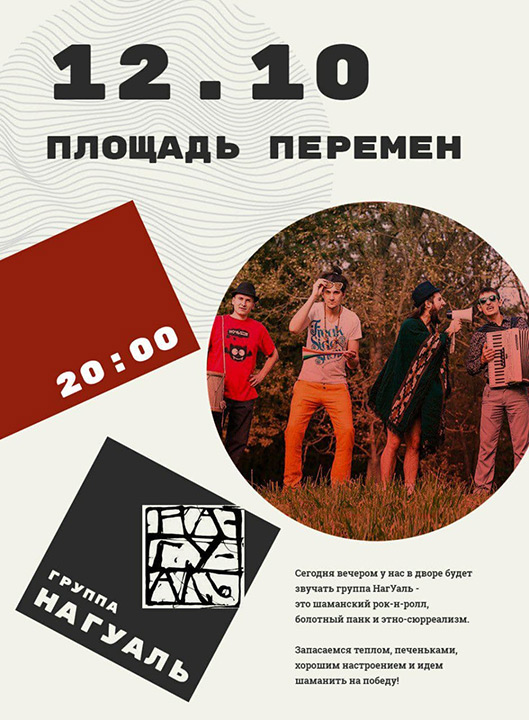 12.10
ПЛОЩАДЬ ПЕРЕМЕН
20:00
ГРУППА
НАГУАЛЬ
Сегодня вечером у нас в дворе будет
звучать группа НагУаль -
это шаманский рок-н-ролл,
болотный панк и этно-сюрреализм.
Запасаемся теплом, печеньками,
хорошим настроением и идем
шаманить на победу!